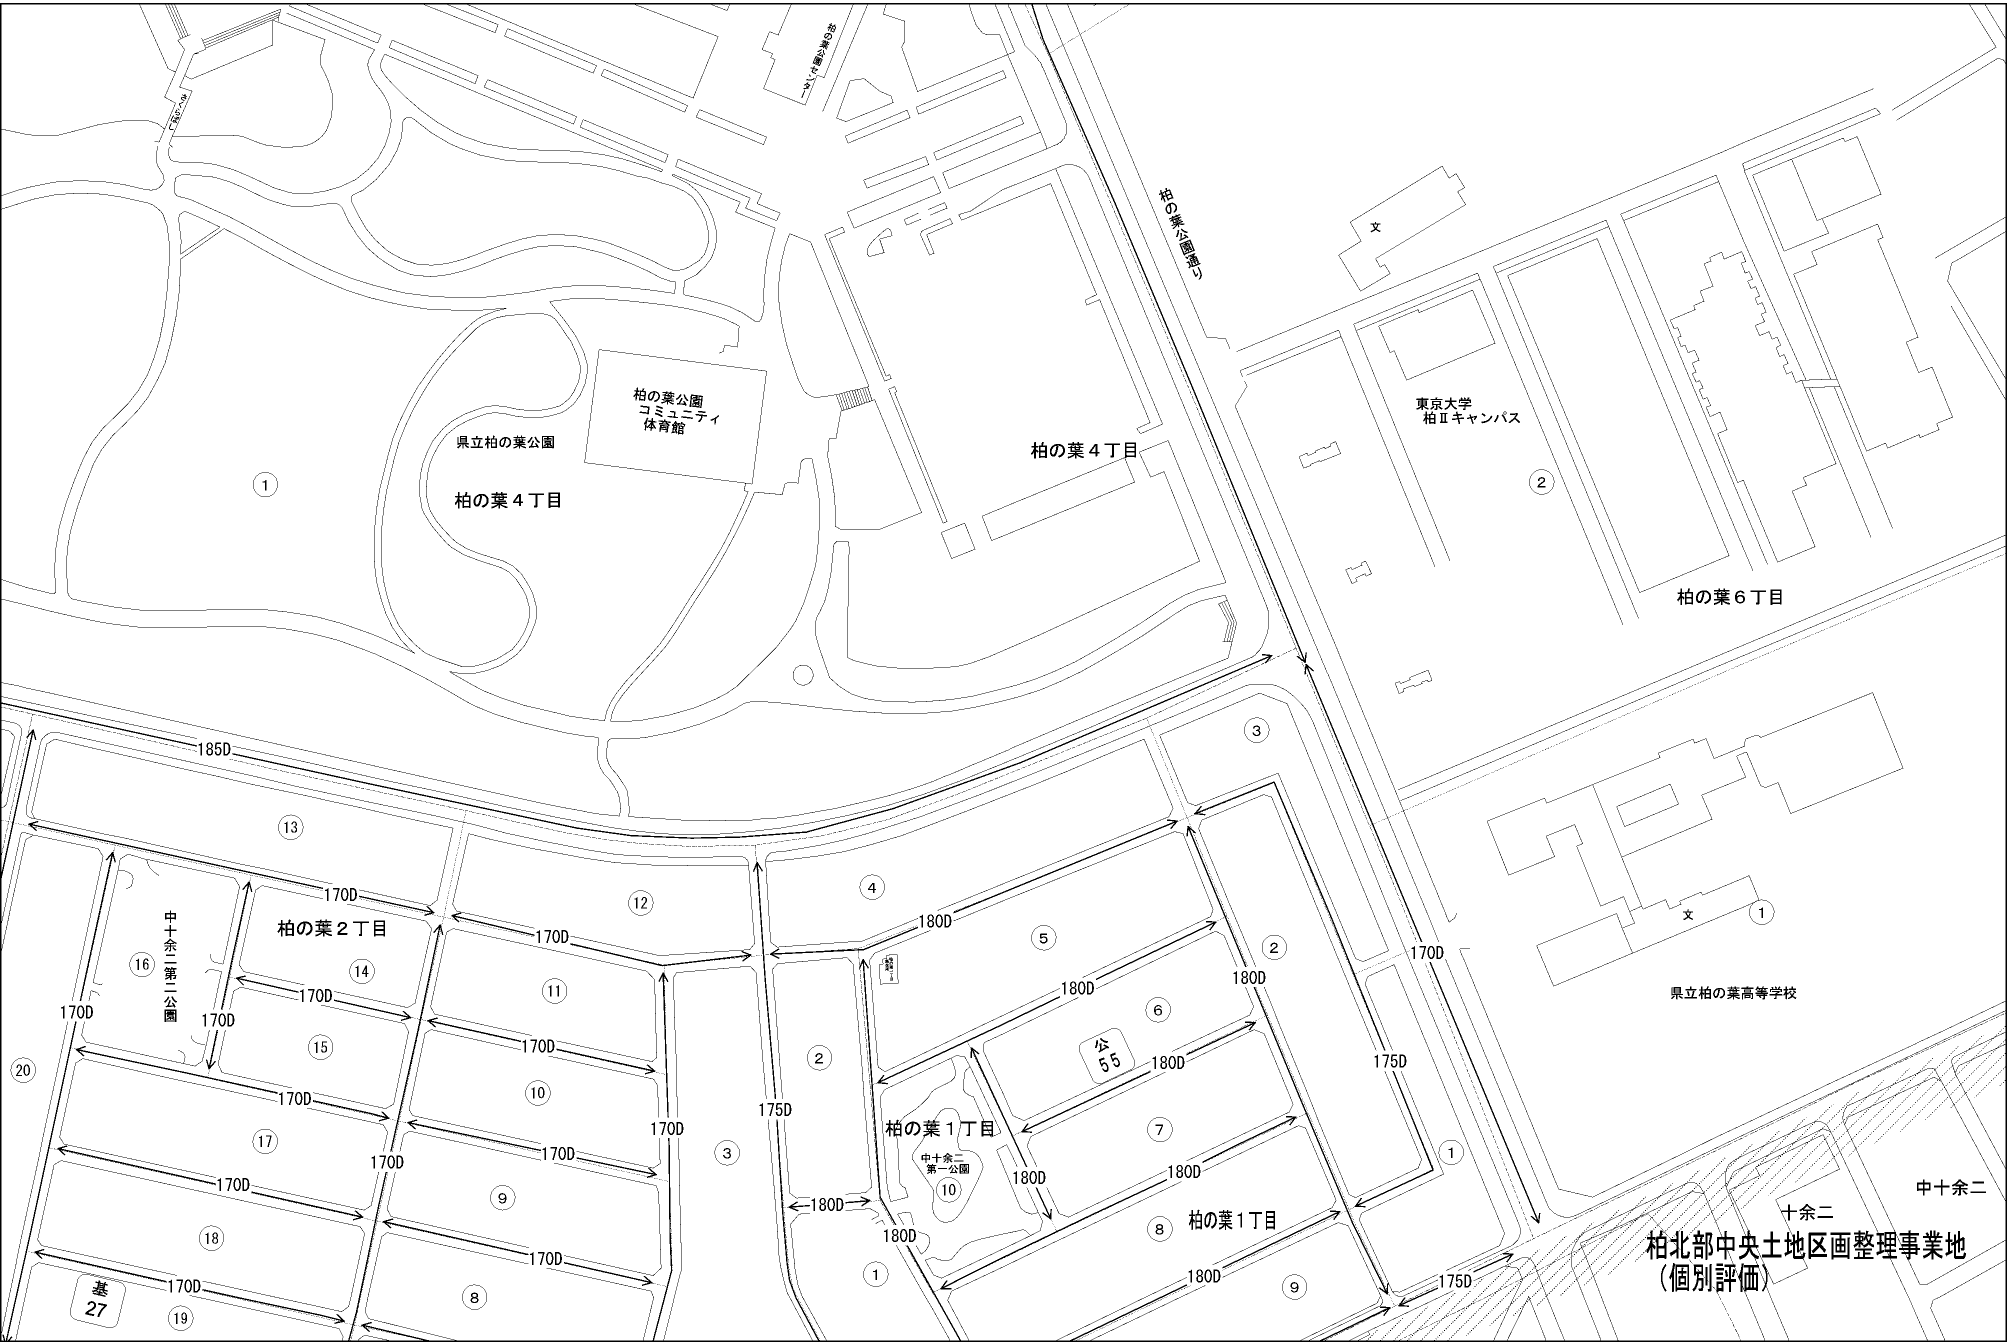 柏の葉公園センター
さくら橋
柏の葉公園通り
文
柏の葉公園
コミュニティ
体育館
県立柏の葉公園
柏の葉４丁目
柏の葉４丁目
①
東京大学
柏Ⅱキャンパス
②
柏の葉６丁目
185D
③
⑬
170D
⑫
④
180D
170D
柏の葉２丁目
⑯
中十余二第二公園
⑭
170D
⑪
⑤
②
180D
170D
文
①
県立柏の葉高等学校
170D
170D
⑮
170D
180D
⑥
公
55
⑳
170D
⑩
②
175D
180D
175D
⑰
170D
170D
③
柏の葉１丁目
中十余二
第一公園
⑩
⑦
①
170D
170D
⑨
180D
180D
180D
170D
⑱
180D
①
⑧
柏の葉１丁目
中十余二
十余二
柏北部中央土地区画整理事業地
（個別評価）
170D
基
27
⑲
⑧
180D
⑨
175D